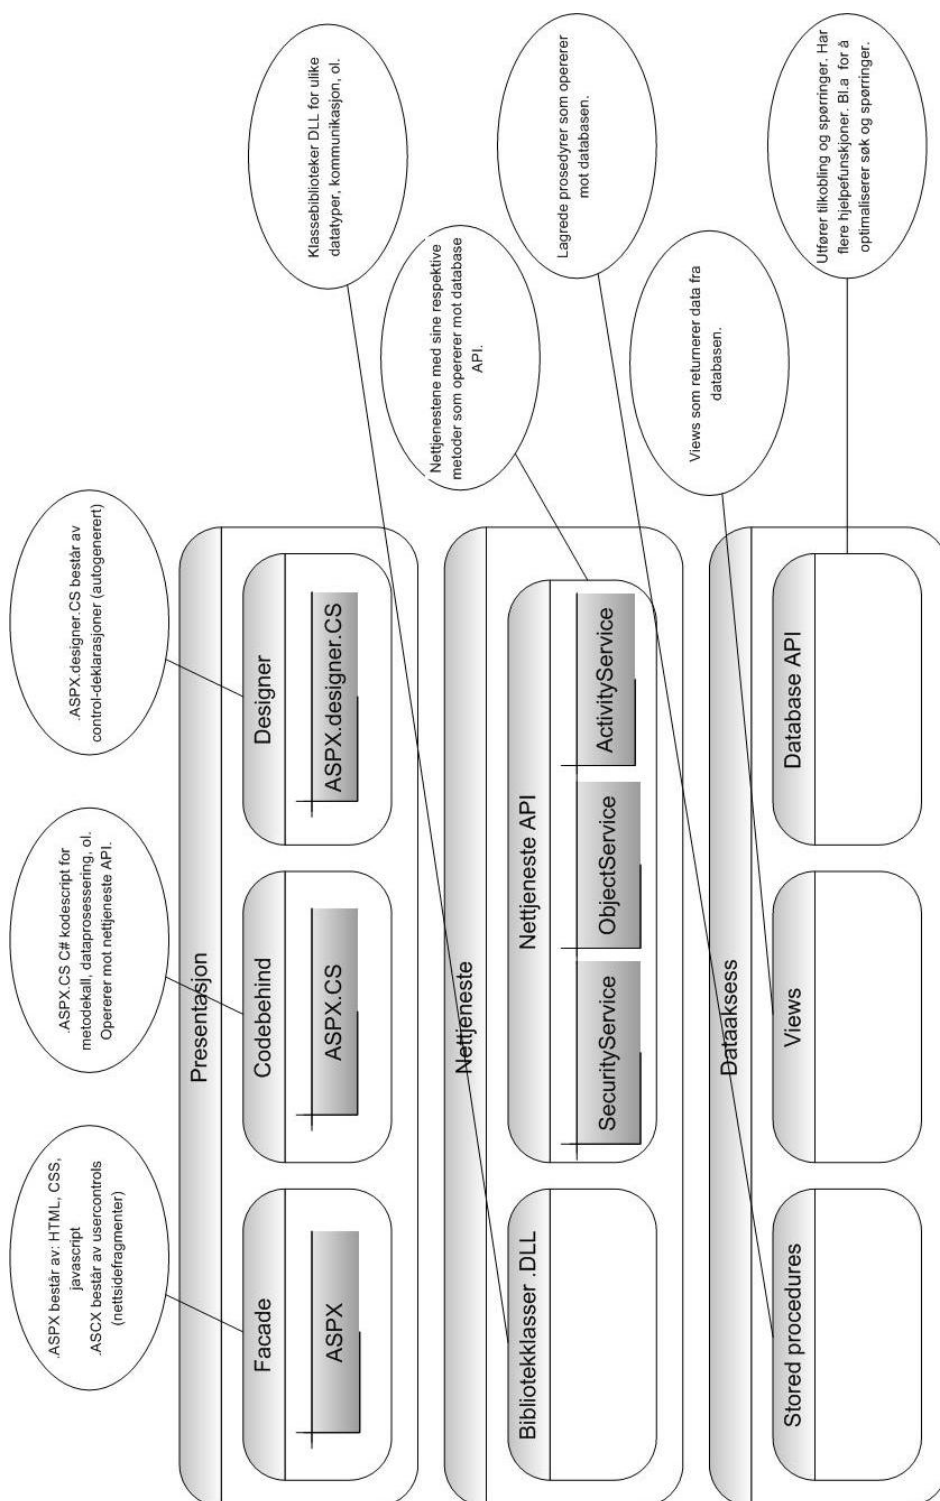 .ASPX består av: HTML, CSS,
javascript
.ASCX består av usercontrols
(nettsidefragmenter)
.ASPX.CS C# kodescript for
metodekall, dataprosessering, ol.
Opererer mot nettjeneste API.
.ASPX.designer.CS består av
control-deklarasjoner (autogenerert)
Presentasjon
Facade
ASPX
Codebehind
ASPX.CS
Designer
ASPX.designer.CS
Klassebiblioteker DLL for ulike
datatyper, kommunikasjon, ol.
Nettjenestene med sine respektive
metoder som opererer mot database
API.
Nettjeneste
Bibliotekklasser .DLL
Nettjeneste API
SecurityService
ObjectService
ActivityService
Lagrede prosedyrer som opererer
mot databasen.
Views som returnerer data fra
databasen.
Utfører tilkobling og spørringer. Har
flere hjelpefunskjoner. Bl.a for å
optimaliserer søk og spørringer.
Dataaksess
Stored procedures
Views
Database API